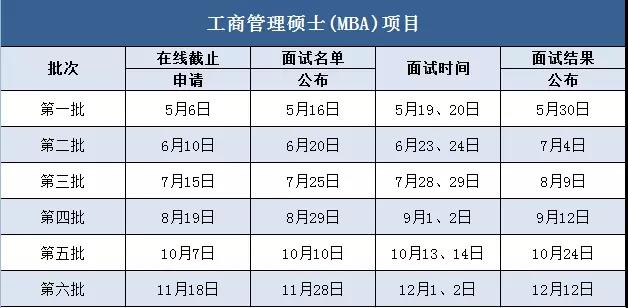 工商管理硕士(MBA)项目
批次 在线截止申请 面试名单公布 面试时间 面试结果公布
第一批 5月6日 5月16日 5月19、20日 5月30日
第二批 6月10日 6月20日 6月23、24日 7月4日
第三批 7月15日 7月25日 7月28、29日 8月9日
第四批 8月19日 8月29日 9月1、2日 9月12日
第五批 10月7日 10月10日 10月13、14日 10月24日
第六批 11月18日 11月28日 12月1、2日 12月12日